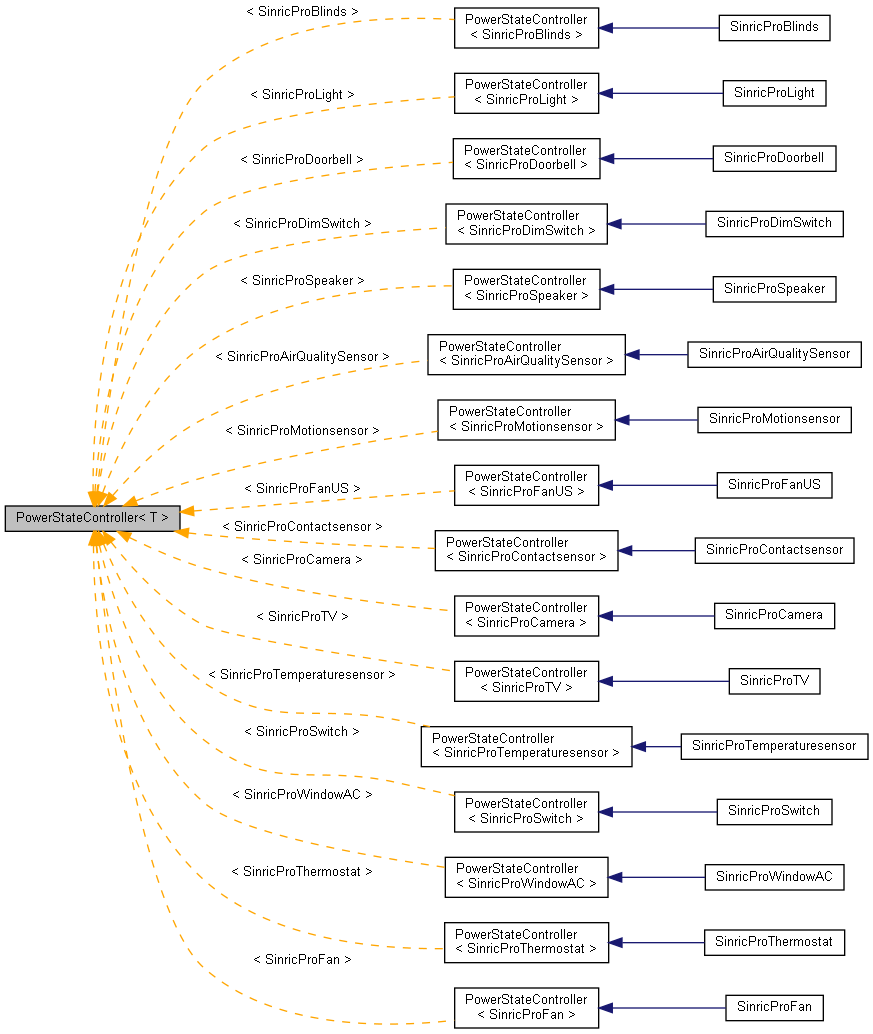 < SinricProBlinds >
PowerStateController
< SinricProBlinds >
SinricProBlinds
< SinricProLight >
PowerStateController
< SinricProLight >
SinricProLight
< SinricProDoorbell >
PowerStateController
< SinricProDoorbell >
SinricProDoorbell
< SinricProDimSwitch >
PowerStateController
< SinricProDimSwitch >
SinricProDimSwitch
< SinricProSpeaker >
PowerStateController
< SinricProSpeaker >
SinricProSpeaker
< SinricProAirQualitySensor >
PowerStateController
< SinricProAirQualitySensor >
SinricProAirQualitySensor
< SinricProMotionsensor >
PowerStateController
< SinricProMotionsensor >
SinricProMotionsensor
< SinricProFanUS >
PowerStateController
< SinricProFanUS >
SinricProFanUS
PowerStateController< T >
< SinricProContactsensor >
PowerStateController
< SinricProContactsensor >
SinricProContactsensor
< SinricProCamera >
PowerStateController
< SinricProCamera >
SinricProCamera
< SinricProTV >
PowerStateController
< SinricProTV >
SinricProTV
< SinricProTemperaturesensor >
PowerStateController
< SinricProTemperaturesensor >
SinricProTemperaturesensor
< SinricProSwitch >
PowerStateController
< SinricProSwitch >
SinricProSwitch
< SinricProWindowAC >
PowerStateController
< SinricProWindowAC >
SinricProWindowAC
< SinricProThermostat >
PowerStateController
< SinricProThermostat >
SinricProThermostat
< SinricProFan >
PowerStateController
< SinricProFan >
SinricProFan